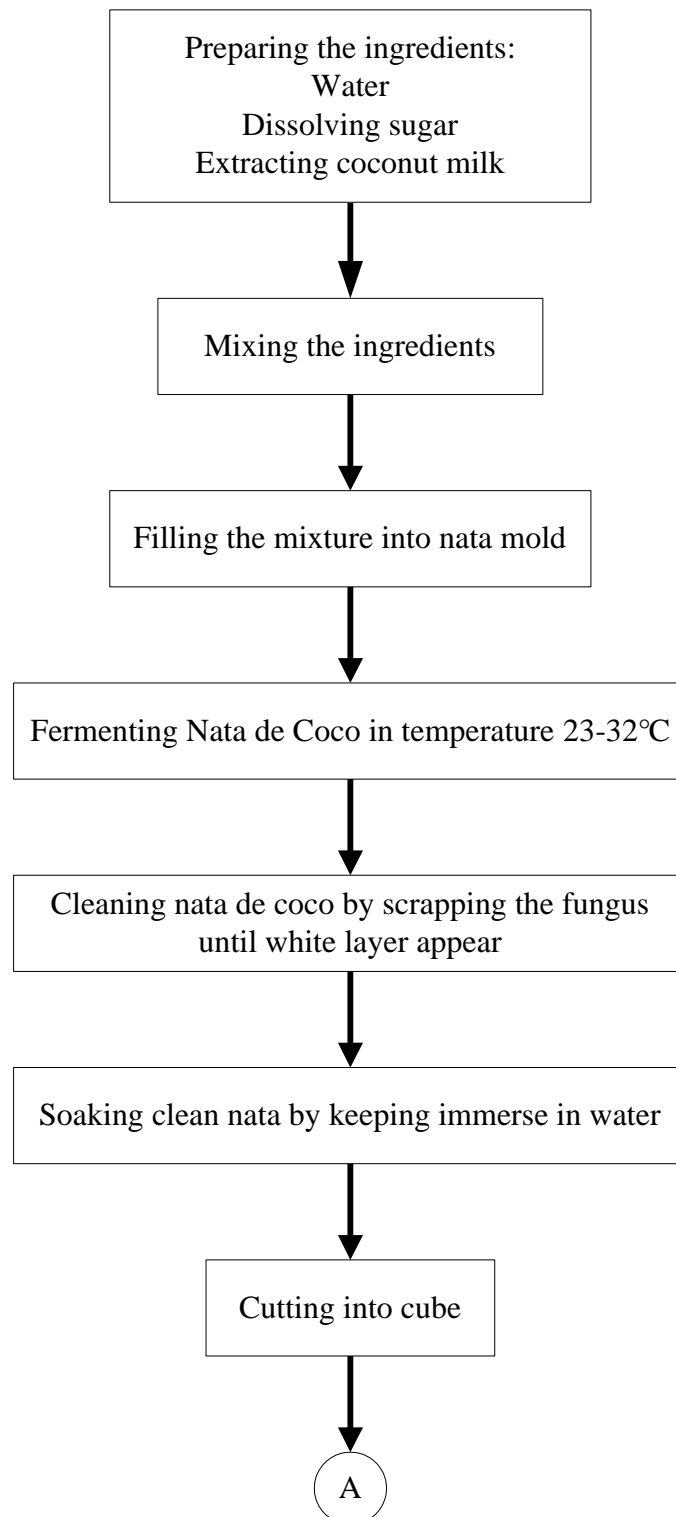 Preparing the ingredients:
Water
Dissolving sugar
Extracting coconut milk
Mixing the ingredients
Filling the mixture into nata mold
Fermenting Nata de Coco in temperature 23-32℃
Cleaning nata de coco by scrapping the fungus
until white layer appear
Soaking clean nata by keeping immerse in water
Cutting into cube
A